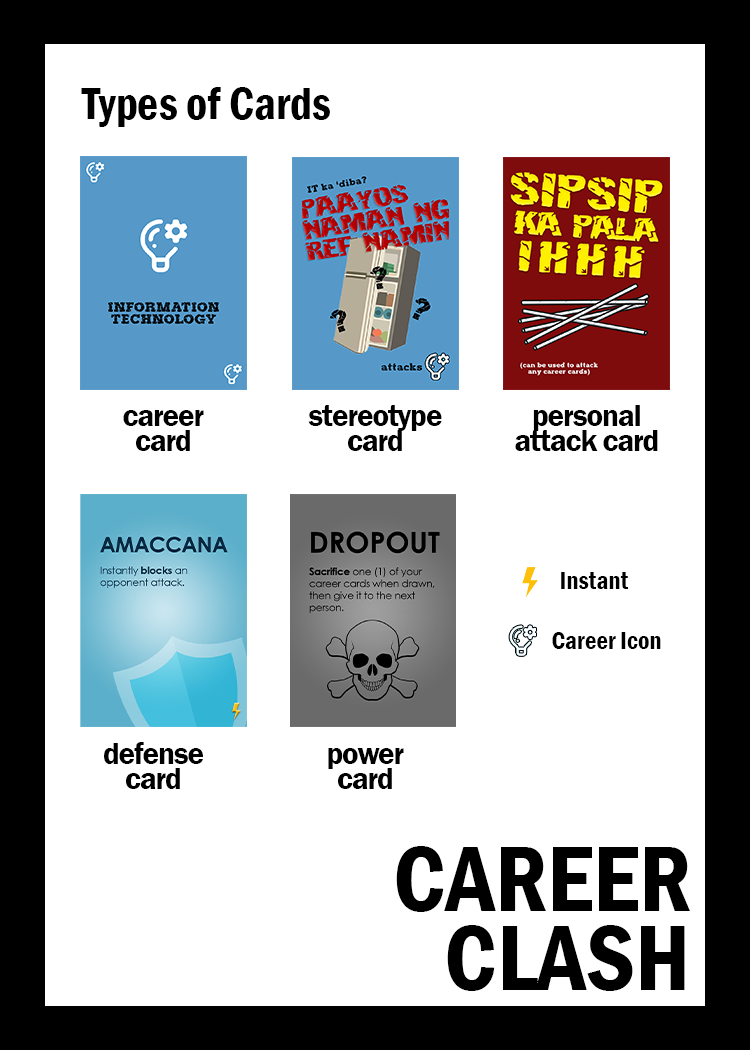 Types of Cards
INFORMATION
TECHNOLOGY
career
card
IT ka 'diba?
PAAYOS
NAMAN NG
REF NAMIN
?
?
?
attacks
stereotype
card
SIPSIP
KA PALA
IHHH
(can be used to attack
any career cards)
personal
attack card
AMACCANA
Instantly blocks an
opponent attack.
defense
card
DROPOUT
Sacrifice one (1) of your
career cards when drawn,
then give it to the next
person.
power
card
Instant
Career Icon
CAREER
CLASH